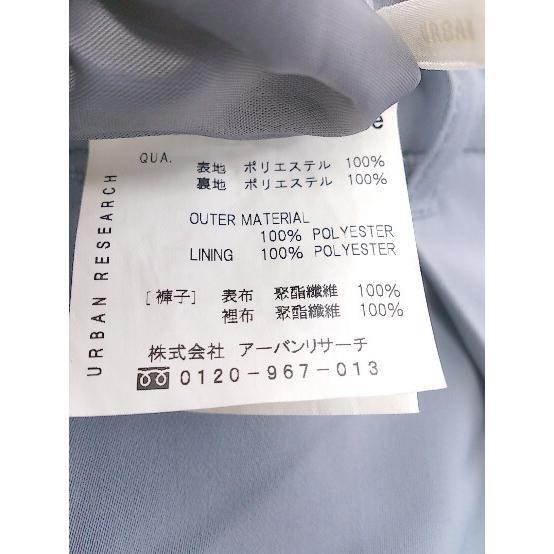 QUA.
表地 ポリエステル 100%
裏地 ポリエステル 100%
OUTER MATERIAL
100% POLYESTER
LINING 100% POLYESTER
[褲子] 表布 聚酯纖維 100%
裡布 聚酯纖維 100%
株式会社 アーバンリサーチ
0120-967-013
URBAN RESEARCH